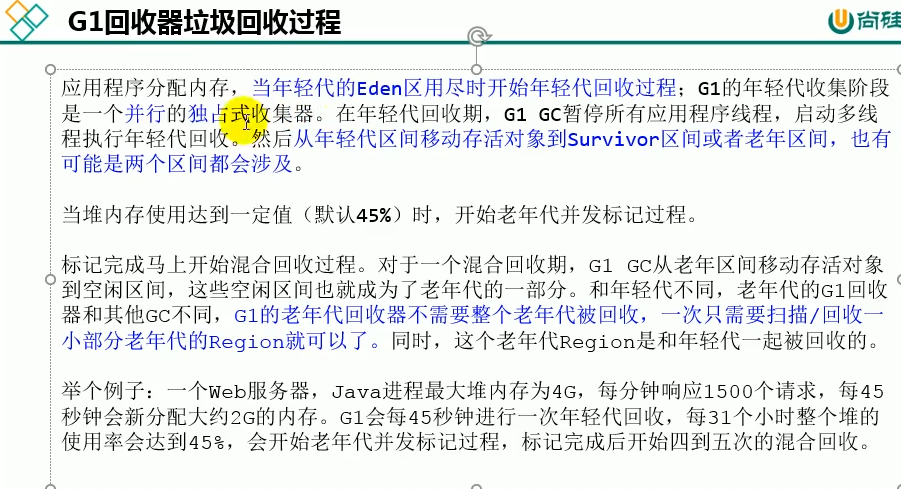 G1回收器垃圾回收过程
尚硅
应用程序分配内存，当年轻代的Eden区用尽时开始年轻代回收过程；G1的年轻代收集阶段
是一个并行的独占式收集器。在年轻代回收期，G1 GC暂停所有应用程序线程，启动多线
程执行年轻代回收。然后从年轻代区间移动存活对象到Survivor区间或者老年区间，也有
可能是两个区间都会涉及。
当堆内存使用达到一定值（默认45%）时，开始老年代并发标记过程。
标记完成马上开始混合回收过程。对于一个混合回收期，G1 GC从老年区间移动存活对象
到空闲区间，这些空闲区间也就成为了老年代的一部分。和年轻代不同，老年代的G1回收
器和其他GC不同，G1的老年代回收器不需要整个老年代被回收，一次只需要扫描/回收一
小部分老年代的Region就可以了。同时，这个老年代Region是和年轻代一起被回收的。
举个例子：一个Web服务器，Java进程最大堆内存为4G，每分钟响应1500个请求，每45
秒钟会新分配大约2G的内存。G1会每45秒钟进行一次年轻代回收，每31个小时整个堆的
使用率会达到45%，会开始老年代并发标记过程，标记完成后开始四到五次的混合回收。